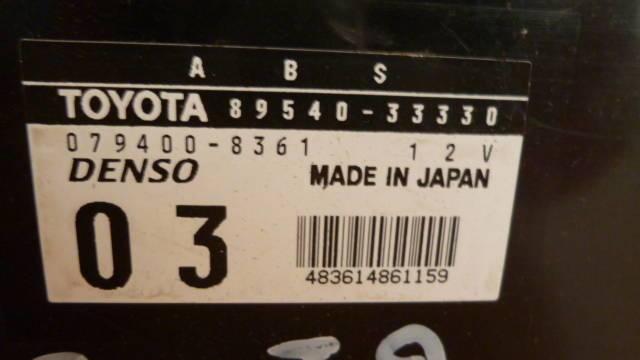 A B S
TOYOTA 89540-33330
079400-8361 12V
DENSO MADE IN JAPAN
03
483614861159